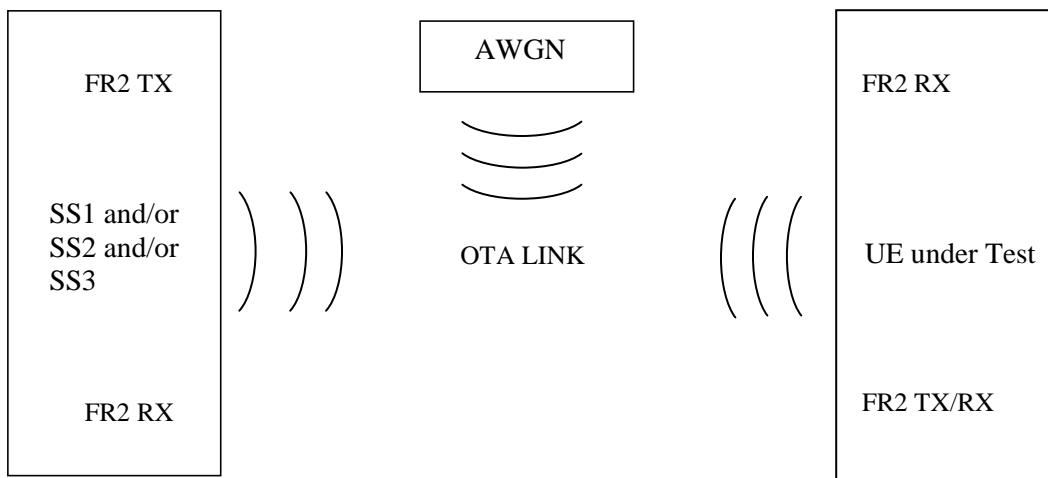 FR2 TX
SS1 and/or
SS2 and/or
SS3
FR2 RX
AWGN
OTA LINK
FR2 RX
UE under Test
FR2 TX/RX